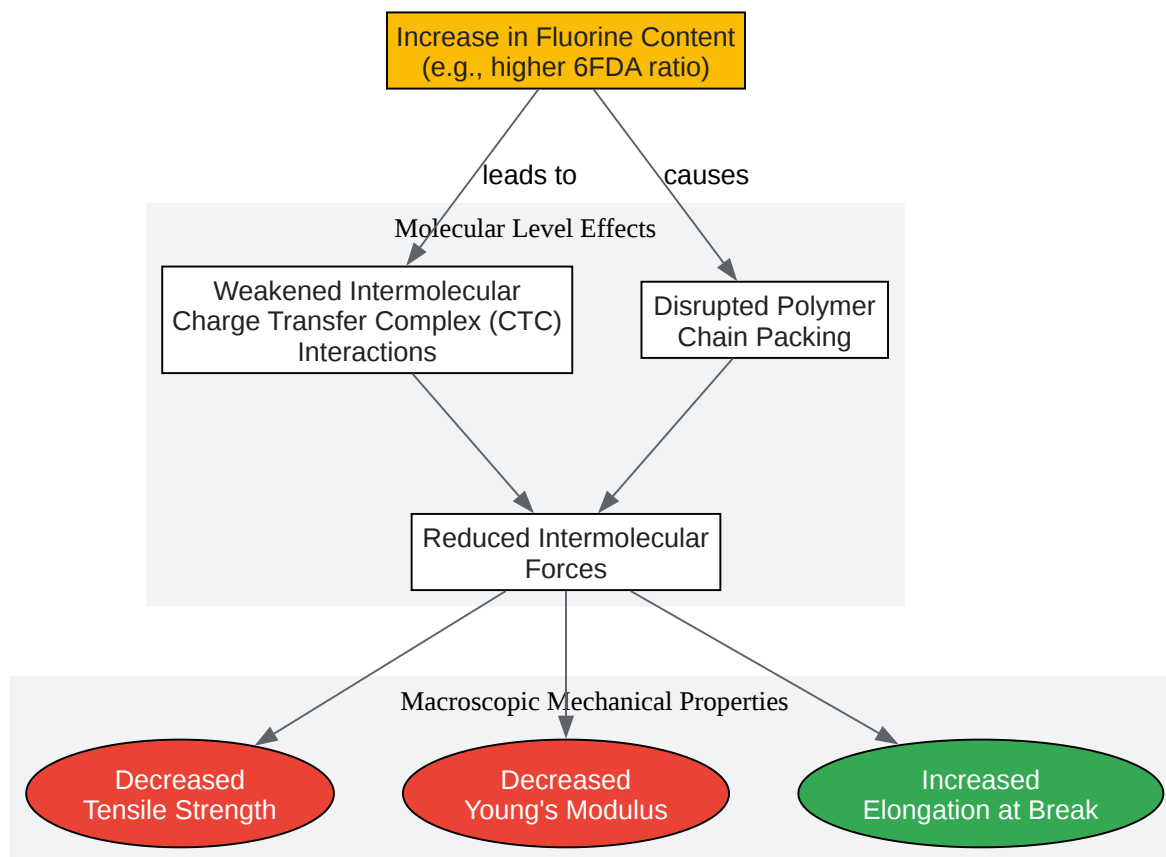 Increase in Fluorine Content
(e.g., higher 6FDA ratio)
leads to
causes
Molecular Level Effects
Weakened Intermolecular
Charge Transfer Complex (CTC)
Interactions
Disrupted Polymer
Chain Packing
Reduced Intermolecular
Forces
Macroscopic Mechanical Properties
Decreased
Tensile Strength
Decreased
Young's Modulus
Increased
Elongation at Break